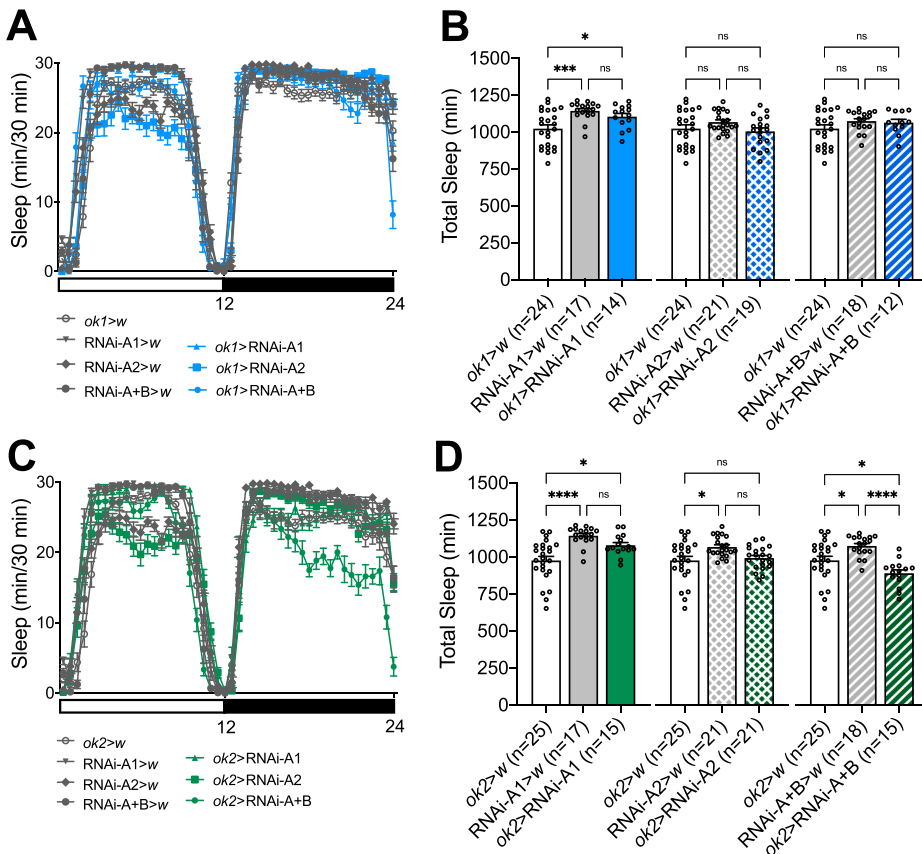 A
Sleep (min/30 min)
30
20
10
0
12
24
ok1>w
RNAi-A1>w
RNAi-A2>w
RNAi-A+B>w
ok1>RNAi-A1
ok1>RNAi-A2
ok1>RNAi-A+B
B
Total Sleep (min)
1500
1250
1000
750
500
250
0
*
***
ns
ns
ns
ns
ns
ns
ns
ok1>w (n=24)
RNAi-A1>w (n=17)
ok1>RNAi-A1 (n=14)
ok1>w (n=24)
RNAi-A2>w (n=21)
ok1>RNAi-A2 (n=19)
ok1>w (n=24)
RNAi-A+B>w (n=18)
ok1>RNAi-A+B (n=12)
C
Sleep (min/30 min)
30
20
10
0
12
24
ok2>w
RNAi-A1>w
RNAi-A2>w
RNAi-A+B>w
ok2>RNAi-A1
ok2>RNAi-A2
ok2>RNAi-A+B
D
Total Sleep (min)
1500
1250
1000
750
500
250
0
*
****
ns
ns
*
ns
*
*
****
ok2>w (n=25)
RNAi-A1>w (n=17)
ok2>RNAi-A1 (n=15)
ok2>w (n=25)
RNAi-A2>w (n=21)
ok2>RNAi-A2 (n=21)
ok2>w (n=25)
RNAi-A+B>w (n=18)
ok2>RNAi-A+B (n=15)